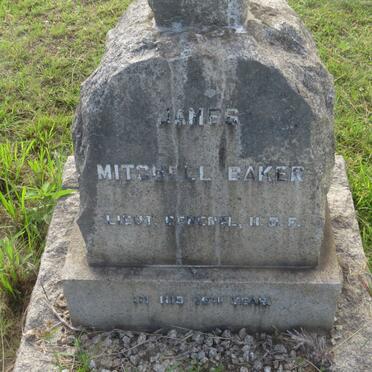 JAMES
MITCHELL BAKER
LIEUT. GENERAL, H.D.F.
IN HIS YEAR.